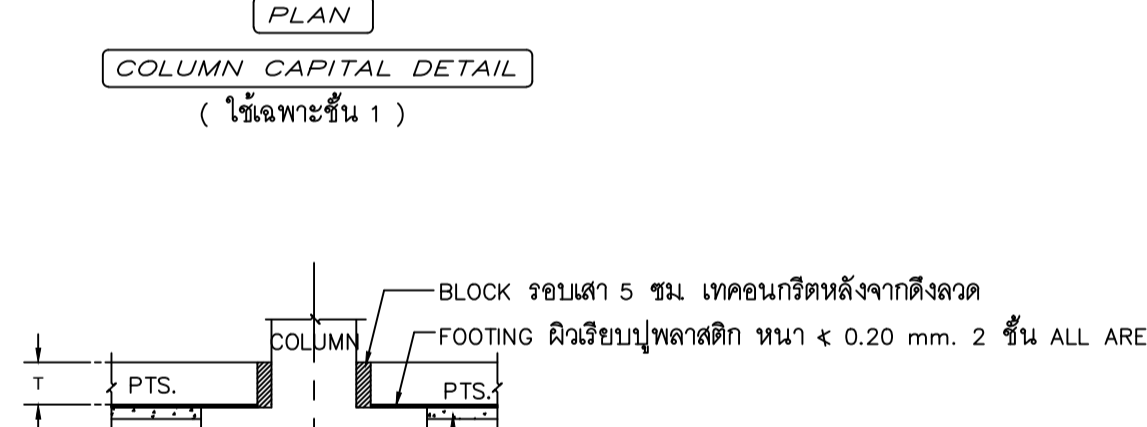 PLAN
COLUMN CAPITAL DETAIL
( ใช้เฉพาะชั้น 1 )
BLOCK รอบเสา 5 ซม. เทคอนกรีตหลังจากดึงลวด
COLUMN
FOOTING ผิวเรียบปูพลาสติก หนา ≮ 0.20 mm. 2 ชั้น ALL ARE
T
PTS.
PTS.